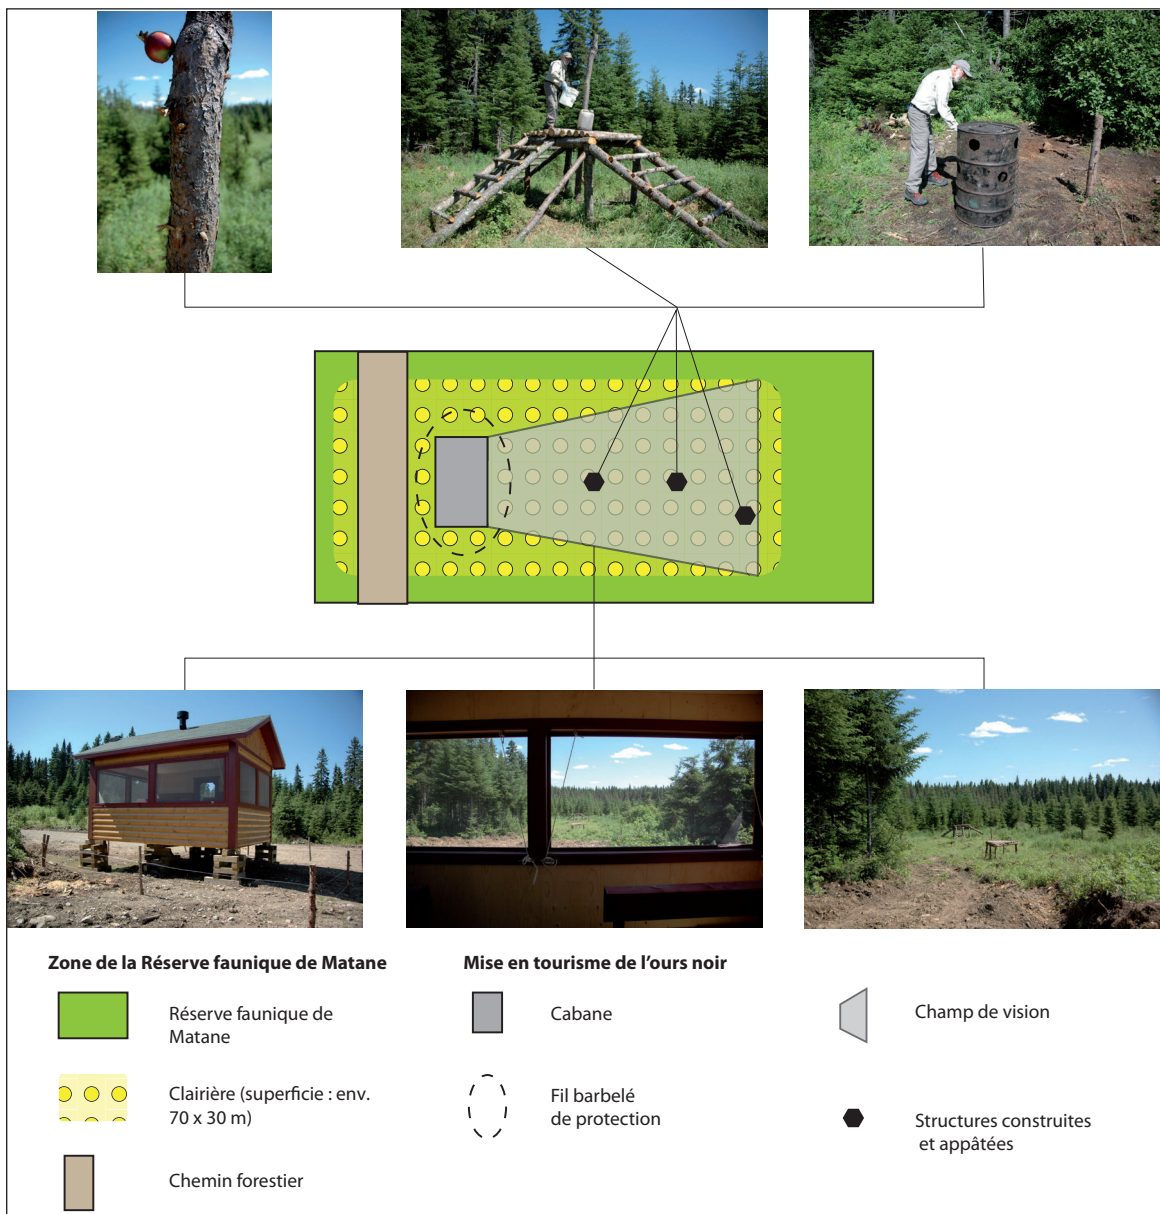 Zone de la Réserve faunique de Matane
Réserve faunique de
Matane
Clairière (superficie : env.
70 x 30 m)
Chemin forestier
Mise en tourisme de l'ours noir
Cabane
Fil barbelé
de protection
Champ de vision
Structures construites
et appâtées